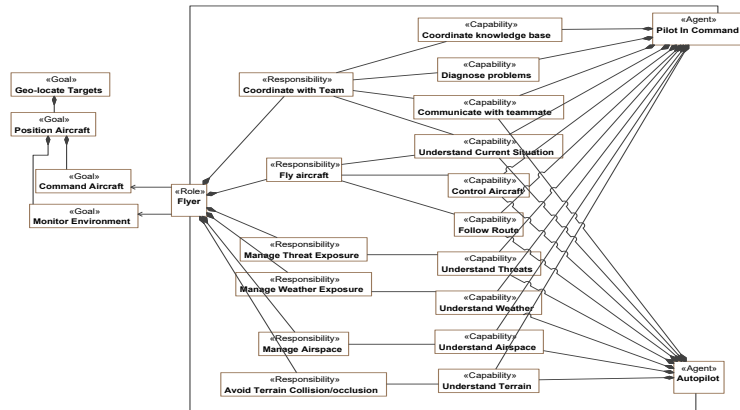 «Goal»
Geo-locate Targets
«Goal»
Position Aircraft
«Goal»
Command Aircraft
«Goal»
Monitor Environment
«Role»
Flyer
«Responsibility»
Coordinate with Team
«Responsibility»
Fly aircraft
«Responsibility»
Manage Threat Exposure
«Responsibility»
Manage Weather Exposure
«Responsibility»
Manage Airspace
«Responsibility»
Avoid Terrain Collision/occlusion
«Capability»
Coordinate knowledge base
«Capability»
Diagnose problems
«Capability»
Communicate with teammate
«Capability»
Understand Current Situation
«Capability»
Control Aircraft
«Capability»
Follow Route
«Capability»
Understand Threats
«Capability»
Understand Weather
«Capability»
Understand Airspace
«Capability»
Understand Terrain
«Agent»
Pilot In Command
«Agent»
Autopilot